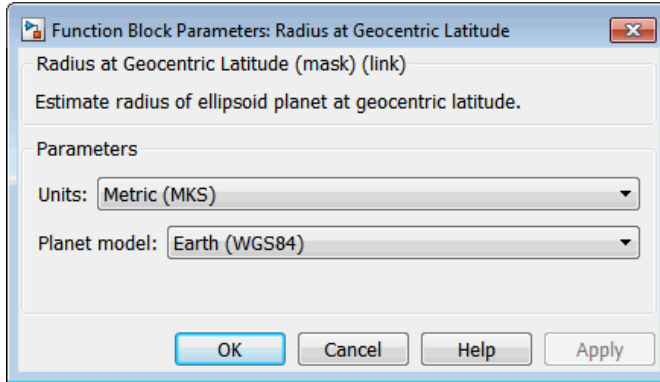 Function Block Parameters: Radius at Geocentric Latitude
Radius at Geocentric Latitude (mask) (link)
Estimate radius of ellipsoid planet at geocentric latitude.
Parameters
Units: Metric (MKS)
Planet model: Earth (WGS84)
OK Cancel Help Apply